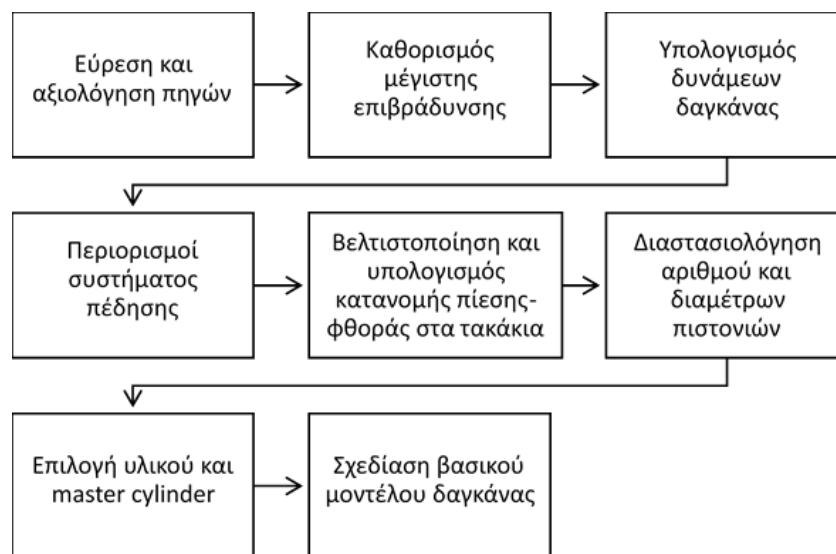 Εύρεση και
αξιολόγηση πηγών
Καθορισμός
μέγιστης
επιβράδυνσης
Υπολογισμός
δυνάμεων
δαγκάνας
Περιορισμοί
συστήματος
πέδησης
Βελτιστοποίηση και
υπολογισμός
κατανομής πίεσης-
φθοράς στα τακάκια
Διαστασιολόγηση
αριθμού και
διαμέτρων
πιστονιών
Επιλογή υλικού και
master cylinder
Σχεδίαση βασικού
μοντέλου δαγκάνας